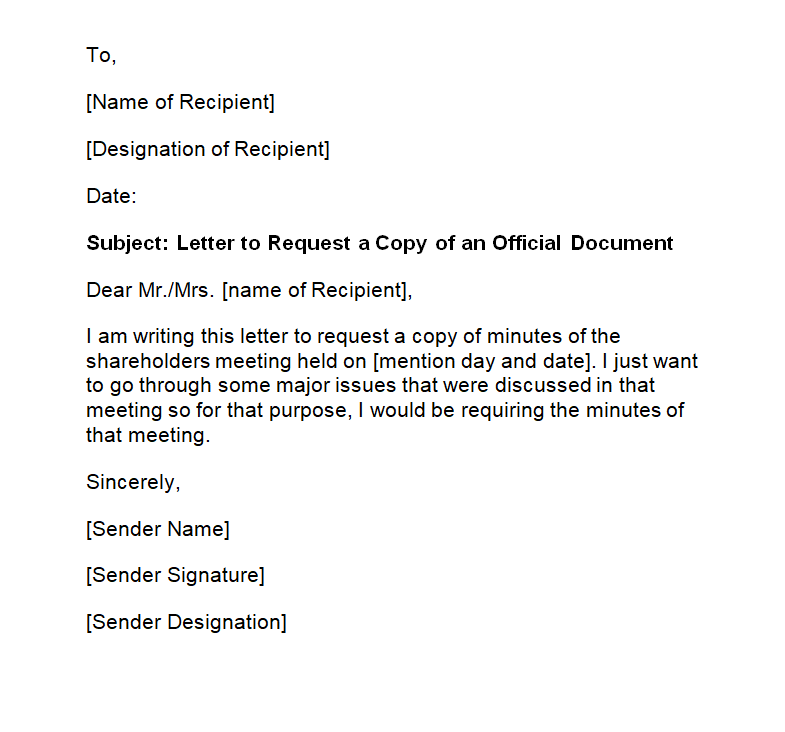 To,
[Name of Recipient]
[Designation of Recipient]
Date:
Subject: Letter to Request a Copy of an Official Document
Dear Mr./Mrs. [name of Recipient],
I am writing this letter to request a copy of minutes of the
shareholders meeting held on [mention day and date]. I just want
to go through some major issues that were discussed in that
meeting so for that purpose, I would be requiring the minutes of
that meeting.
Sincerely,
[Sender Name]
[Sender Signature]
[Sender Designation]